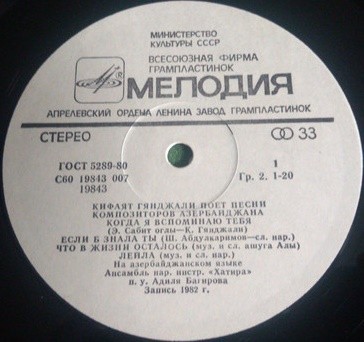 МИНИСТЕРСТВО
КУЛЬТУРЫ СССР
ВСЕСОЮЗНАЯ ФИРМА
ГРАМПЛАСТИНОК
МЕЛОДИЯ
АПРЕЛЕВСКИЙ ОРДЕНА ЛЕНИНА ЗАВОД ГРАМПЛАСТИНОК
СТЕРЕО
33
ГОСТ 5289-80
1
С60 19843 007
Гр. 2. 1-20
19843
КИФАЯТ ГЯНДЖАЛИ ПОЕТ ПЕСНИ
КОМПОЗИТОРОВ АЗЕРБАЙДЖАНА
КОГДА Я ВСПОМИНАЮ ТЕБЯ
(Э. Сабит оглы—К. Гянджали)
ЕСЛИ Б ЗНАЛА ТЫ (Ш. Абдулкаримов—сл. нар.)
ЧТО В ЖИЗНИ ОСТАЛОСЬ (муз. и сл. ашуга Алы)
ЛЕЙЛА (муз. и сл. нар.)
На азербайджанском языке
Ансамбль нар. инстр. «Хатира»
п. у. Адиля Багирова
Запись 1982 г.